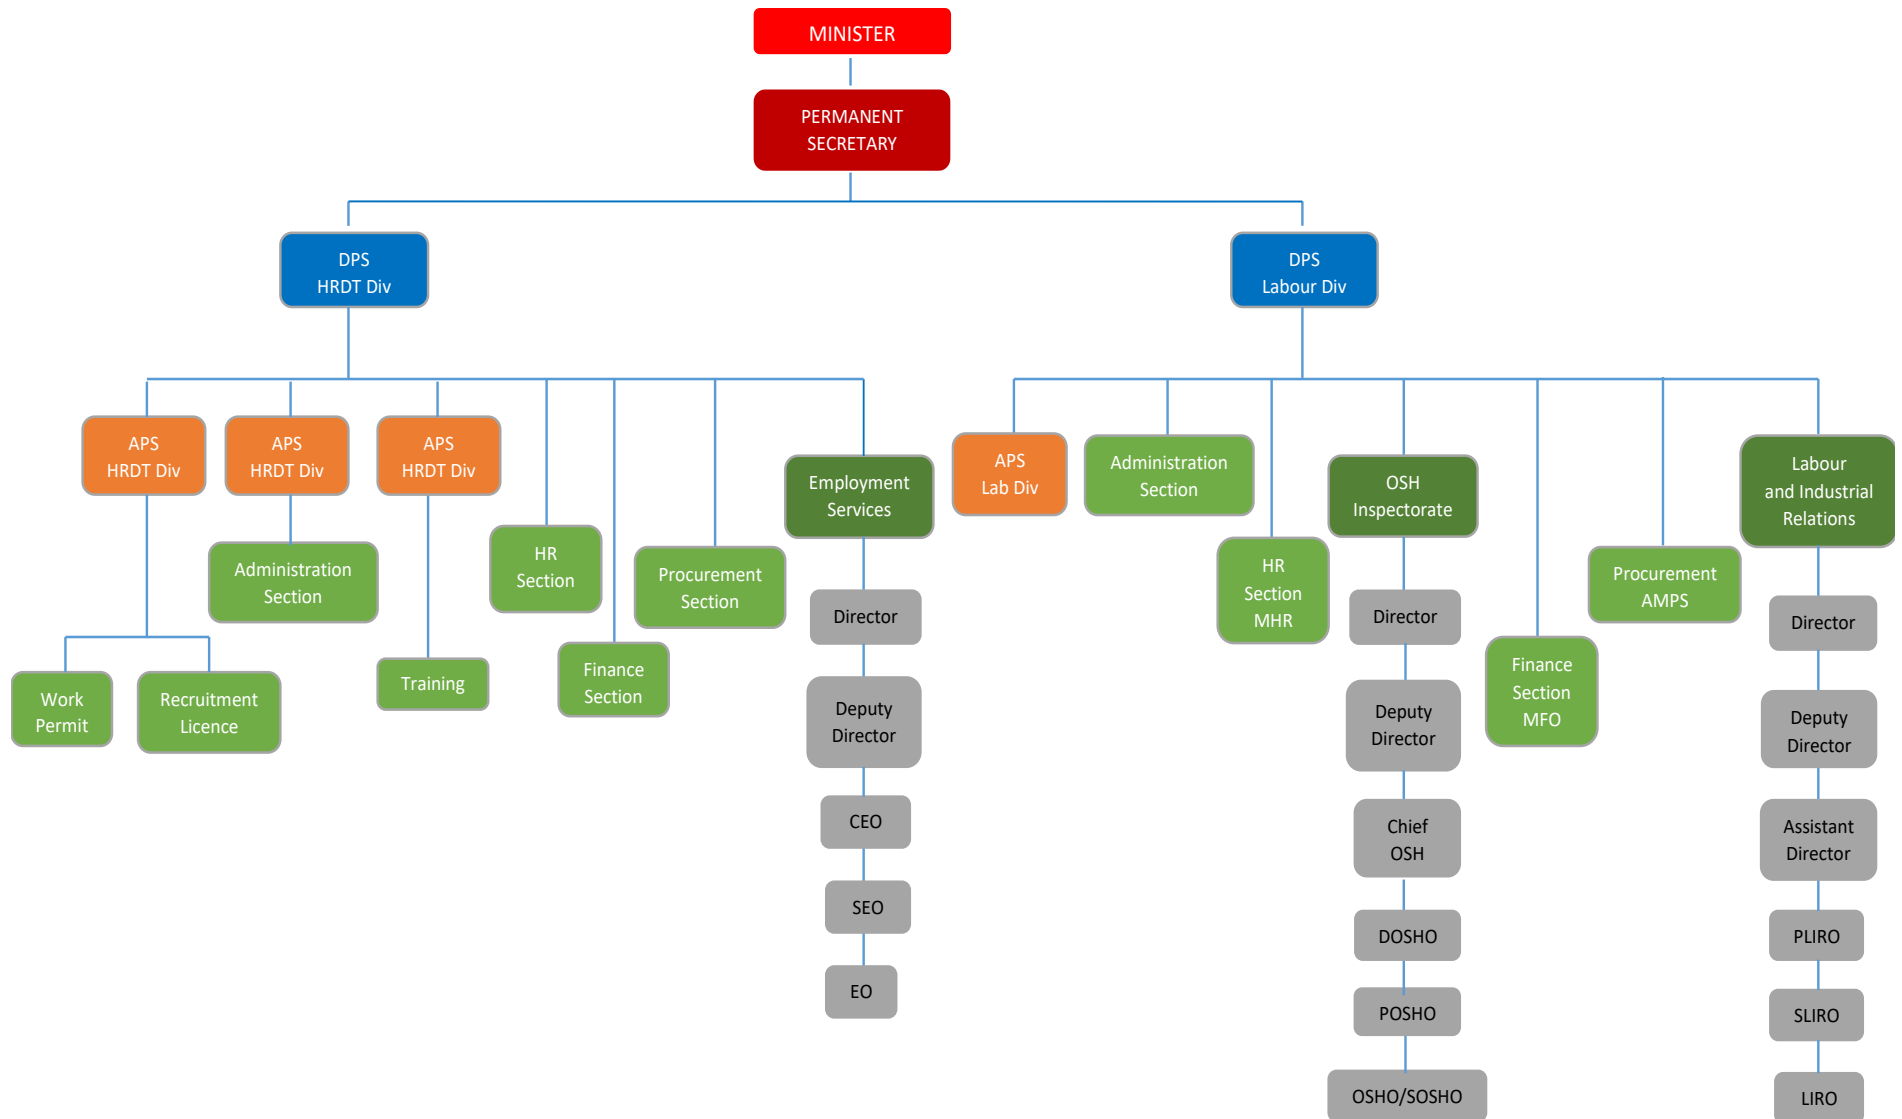 MINISTER
PERMANENT
SECRETARY
DPS
HRDT Div
DPS
Labour Div
APS
HRDT Div
APS
HRDT Div
APS
HRDT Div
HR
Section
Finance
Section
Procurement
Section
Employment
Services
Administration
Section
Training
Work
Permit
Recruitment
Licence
Director
Deputy
Director
CEO
SEO
EO
APS
Lab Div
Administration
Section
HR
Section
MHR
OSH
Inspectorate
Director
Deputy
Director
Chief
OSH
DOSHO
POSHO
OSHO/SOSHO
Finance
Section
MFO
Procurement
AMPS
Labour
and Industrial
Relations
Director
Deputy
Director
Assistant
Director
PLIRO
SLIRO
LIRO